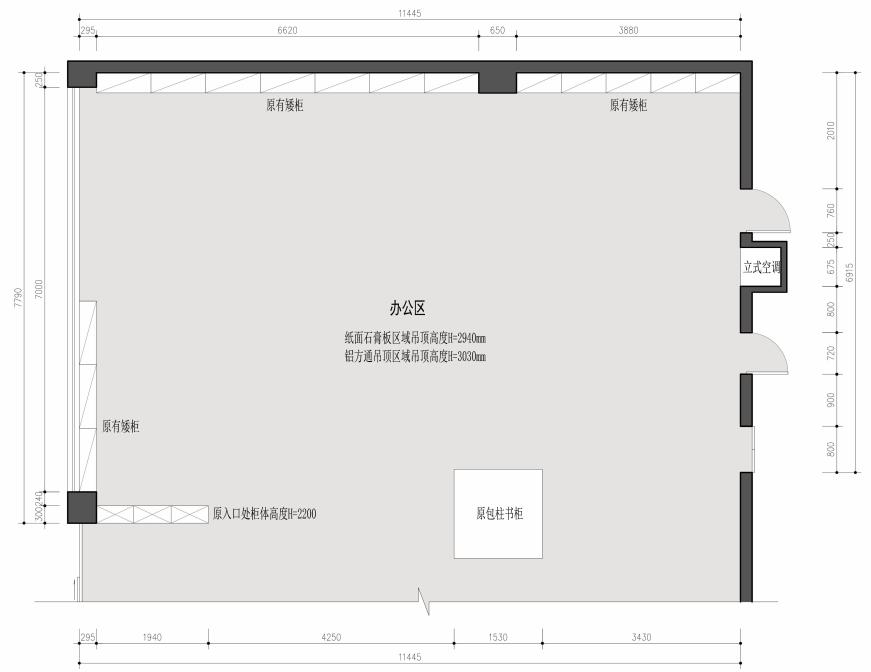 11445
295 6620 650 3880
250
原有矮柜
原有矮柜
2010
760
250
立式空调
675
6915
7790
7000
办公区
800
纸面石膏板区域吊顶高度H=2940mm
铝方通吊顶区域吊顶高度H=3030mm
720
900
原有矮柜
800
240
300
原入口处柜体高度H=2200
原包柱书柜
295 1940 4250 1530 3430
11445